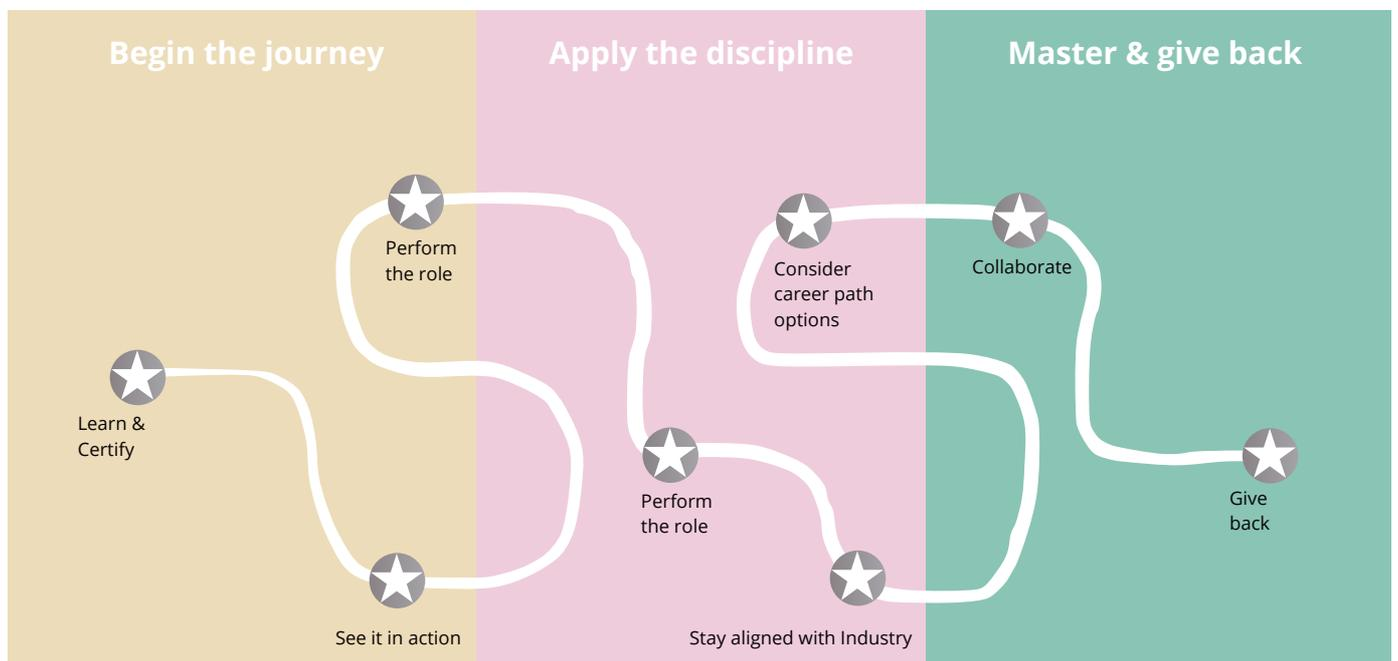 Begin the journey
Apply the discipline
Master & give back
Perform
the role
Consider
career path
options
Collaborate
Learn &
Certify
Perform
the role
Give
back
See it in action
Stay aligned with Industry